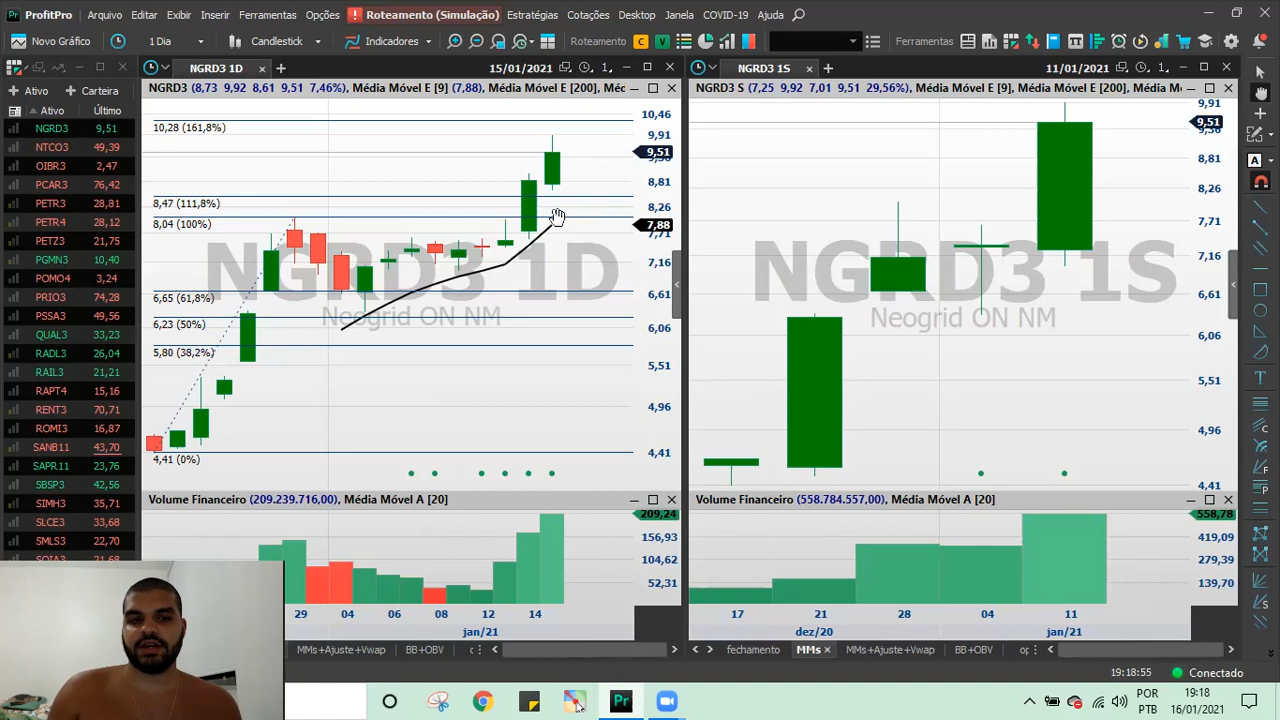 ProfitPro
Arquivo
Editar
Exibir
Inserir
Ferramentas
Opções
Roteamento (Simulação)
Estratégias
Cotações
Desktop
Janela
COVID-19
Ajuda
Novo Gráfico
1 Dia
Candlestick
Indicadores
Roteamento
C
V
Ferramentas
NGRD3 1D
15/01/2021
1
NGRD3 1S
11/01/2021
1
Ativo
Carteira
Ativo
Último
NGRD3 9,51
NTCO3 49,39
OIBR3 2,47
PCAR3 76,42
PETR3 28,81
PETR4 28,12
PETZ3 21,75
PGMN3 10,40
POMO4 3,24
PRIO3 74,28
PSSA3 49,56
QUAL3 33,23
RADL3 24,51
RAIL3 21,21
RAPT4 15,16
RENT3 70,71
ROMI3 16,87
SANB11 43,70
SAPR11 23,76
SBSP3 42,56
SIMH3 35,71
SLCE3 33,68
SMLS3 22,70
NGRD3 (8,73 9,92 8,61 9,51 7,46%), Média Móvel E [9] (7,88), Média Móvel E [200], Méc
10,28 (161,8%)
8,47 (111,8%)
8,04 (100%)
6,65 (61,8%)
6,23 (50%)
5,80 (38,2%)
4,41 (0%)
NGRD3 1D
Neogrid ON NM
10,46
9,91
9,51
8,81
8,26
7,88
7,71
7,16
6,61
6,06
5,51
4,96
4,41
Volume Financeiro (209.239.716,00), Média Móvel A [20]
209,24
156,93
104,62
52,31
29 04 06 08 12 14
jan/21
MMs+Ajuste+Vwap
BB+OBV
NGRD3 S (7,25 9,92 7,01 9,51 29,56%), Média Móvel E [9], Média Móvel E [200], Média M
NGRD3 1S
Neogrid ON NM
9,91
9,51
8,81
8,26
7,71
7,16
6,61
6,06
5,51
4,96
4,41
Volume Financeiro (558.784.557,00), Média Móvel A [20]
558,78
419,09
279,39
139,70
17 21 28 04 11
dez/20
jan/21
fechamento
MMs
MMs+Ajuste+Vwap
BB+OBV
19:18:55
Conectado
Pr
POR
PTB
19:18
16/01/2021